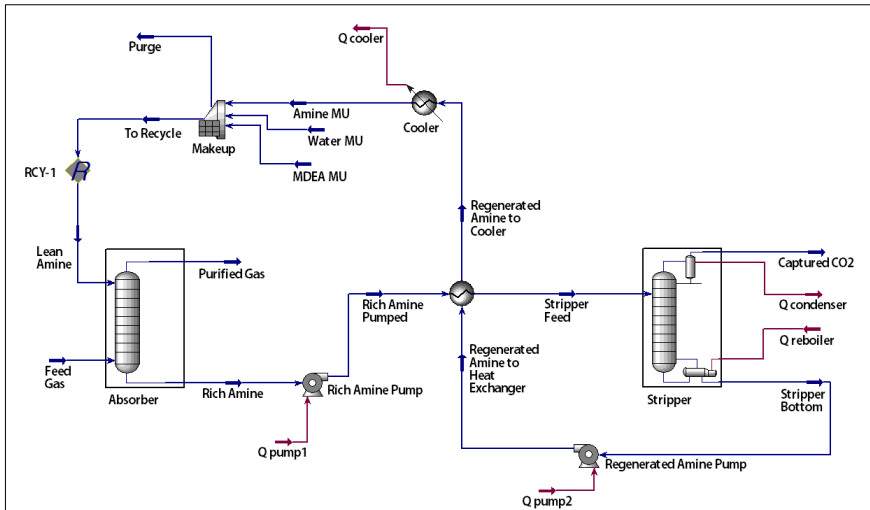 Q cooler
Purge
Amine MU
Cooler
To Recycle
Water MU
Makeup
MDEA MU
RCY-1
R
Regenerated
Amine to
Cooler
Lean
Amine
Purified Gas
Captured CO2
Rich Amine
Pumped
Stripper
Feed
Q condenser
Q reboiler
Regenerated
Amine to
Heat
Exchanger
Feed
Gas
Absorber
Rich Amine
Rich Amine Pump
Stripper
Stripper
Bottom
Q pump1
Regenerated Amine Pump
Q pump2